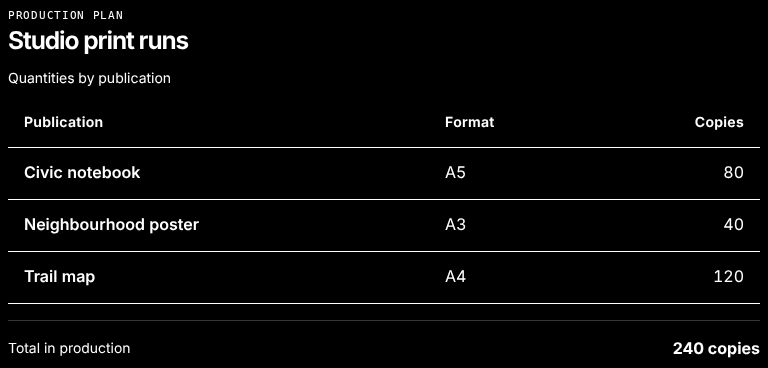 PRODUCTION PLAN
Studio print runs
Quantities by publication
Publication Format Copies
Civic notebook A5 80
Neighbourhood poster A3 40
Trail map A4 120
Total in production 240 copies